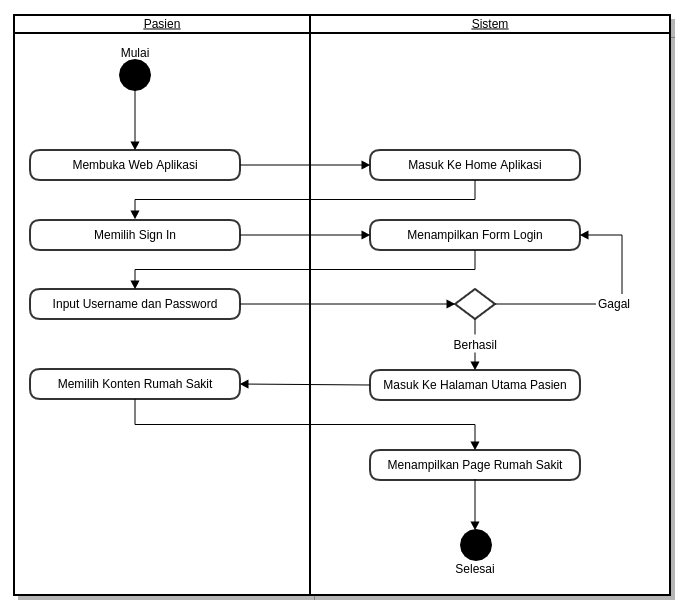 Pasien
Sistem
Mulai
Membuka Web Aplikasi
Masuk Ke Home Aplikasi
Memilih Sign In
Menampilkan Form Login
Input Username dan Password
Gagal
Berhasil
Memilih Konten Rumah Sakit
Masuk Ke Halaman Utama Pasien
Menampilkan Page Rumah Sakit
Selesai